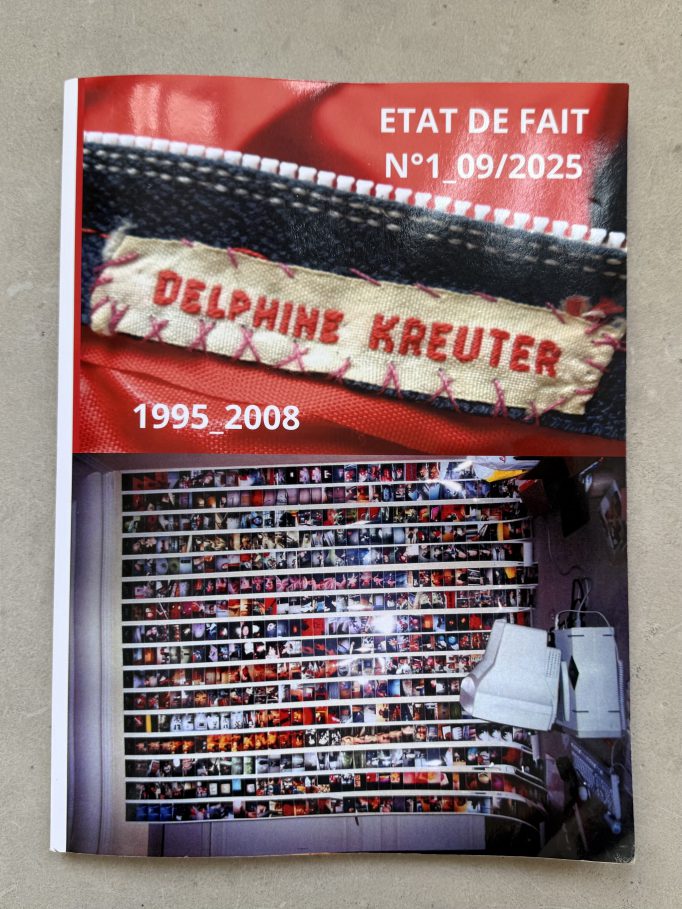 ETAT DE FAIT
N°1_09/2025
DELPHINE KREUTER
1995_2008